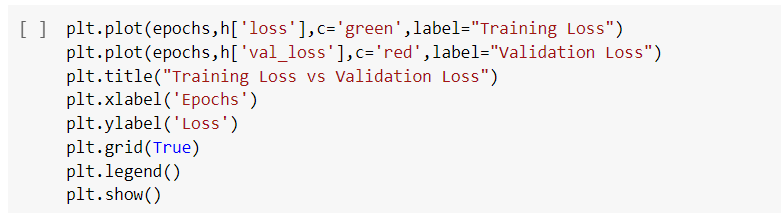 [ ] plt.plot(epochs,h['loss'],c='green',label="Training Loss")
plt.plot(epochs,h['val_loss'],c='red',label="Validation Loss")
plt.title("Training Loss vs Validation Loss")
plt.xlabel('Epochs')
plt.ylabel('Loss')
plt.grid(True)
plt.legend()
plt.show()